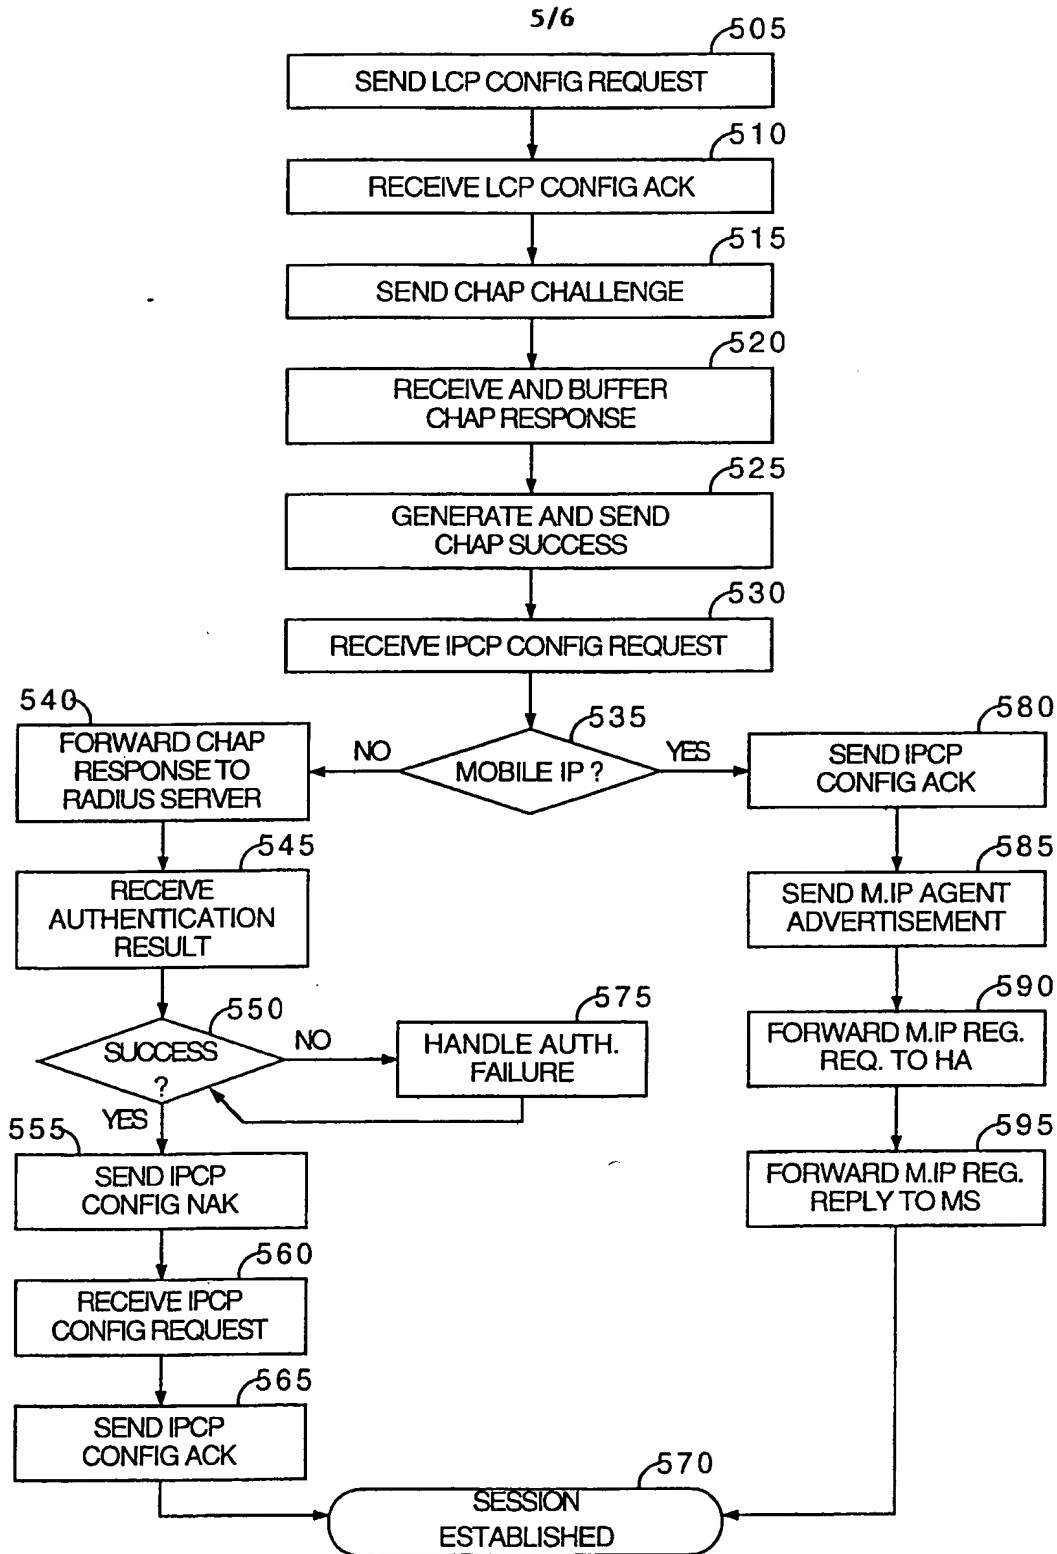 5/6
505
SEND LCP CONFIG REQUEST
510
RECEIVE LCP CONFIG ACK
515
SEND CHAP CHALLENGE
520
RECEIVE AND BUFFER
CHAP RESPONSE
525
GENERATE AND SEND
CHAP SUCCESS
530
RECEIVE IPCP CONFIG REQUEST
535
MOBILE IP ?
NO
YES
540
FORWARD CHAP
RESPONSE TO
RADIUS SERVER
545
RECEIVE
AUTHENTICATION
RESULT
550
SUCCESS
?
NO
YES
575
HANDLE AUTH.
FAILURE
555
SEND IPCP
CONFIG NAK
560
RECEIVE IPCP
CONFIG REQUEST
565
SEND IPCP
CONFIG ACK
580
SEND IPCP
CONFIG ACK
585
SEND M.IP AGENT
ADVERTISEMENT
590
FORWARD M.IP REG.
REQ. TO HA
595
FORWARD M.IP REG.
REPLY TO MS
570
SESSION
ESTABLISHED